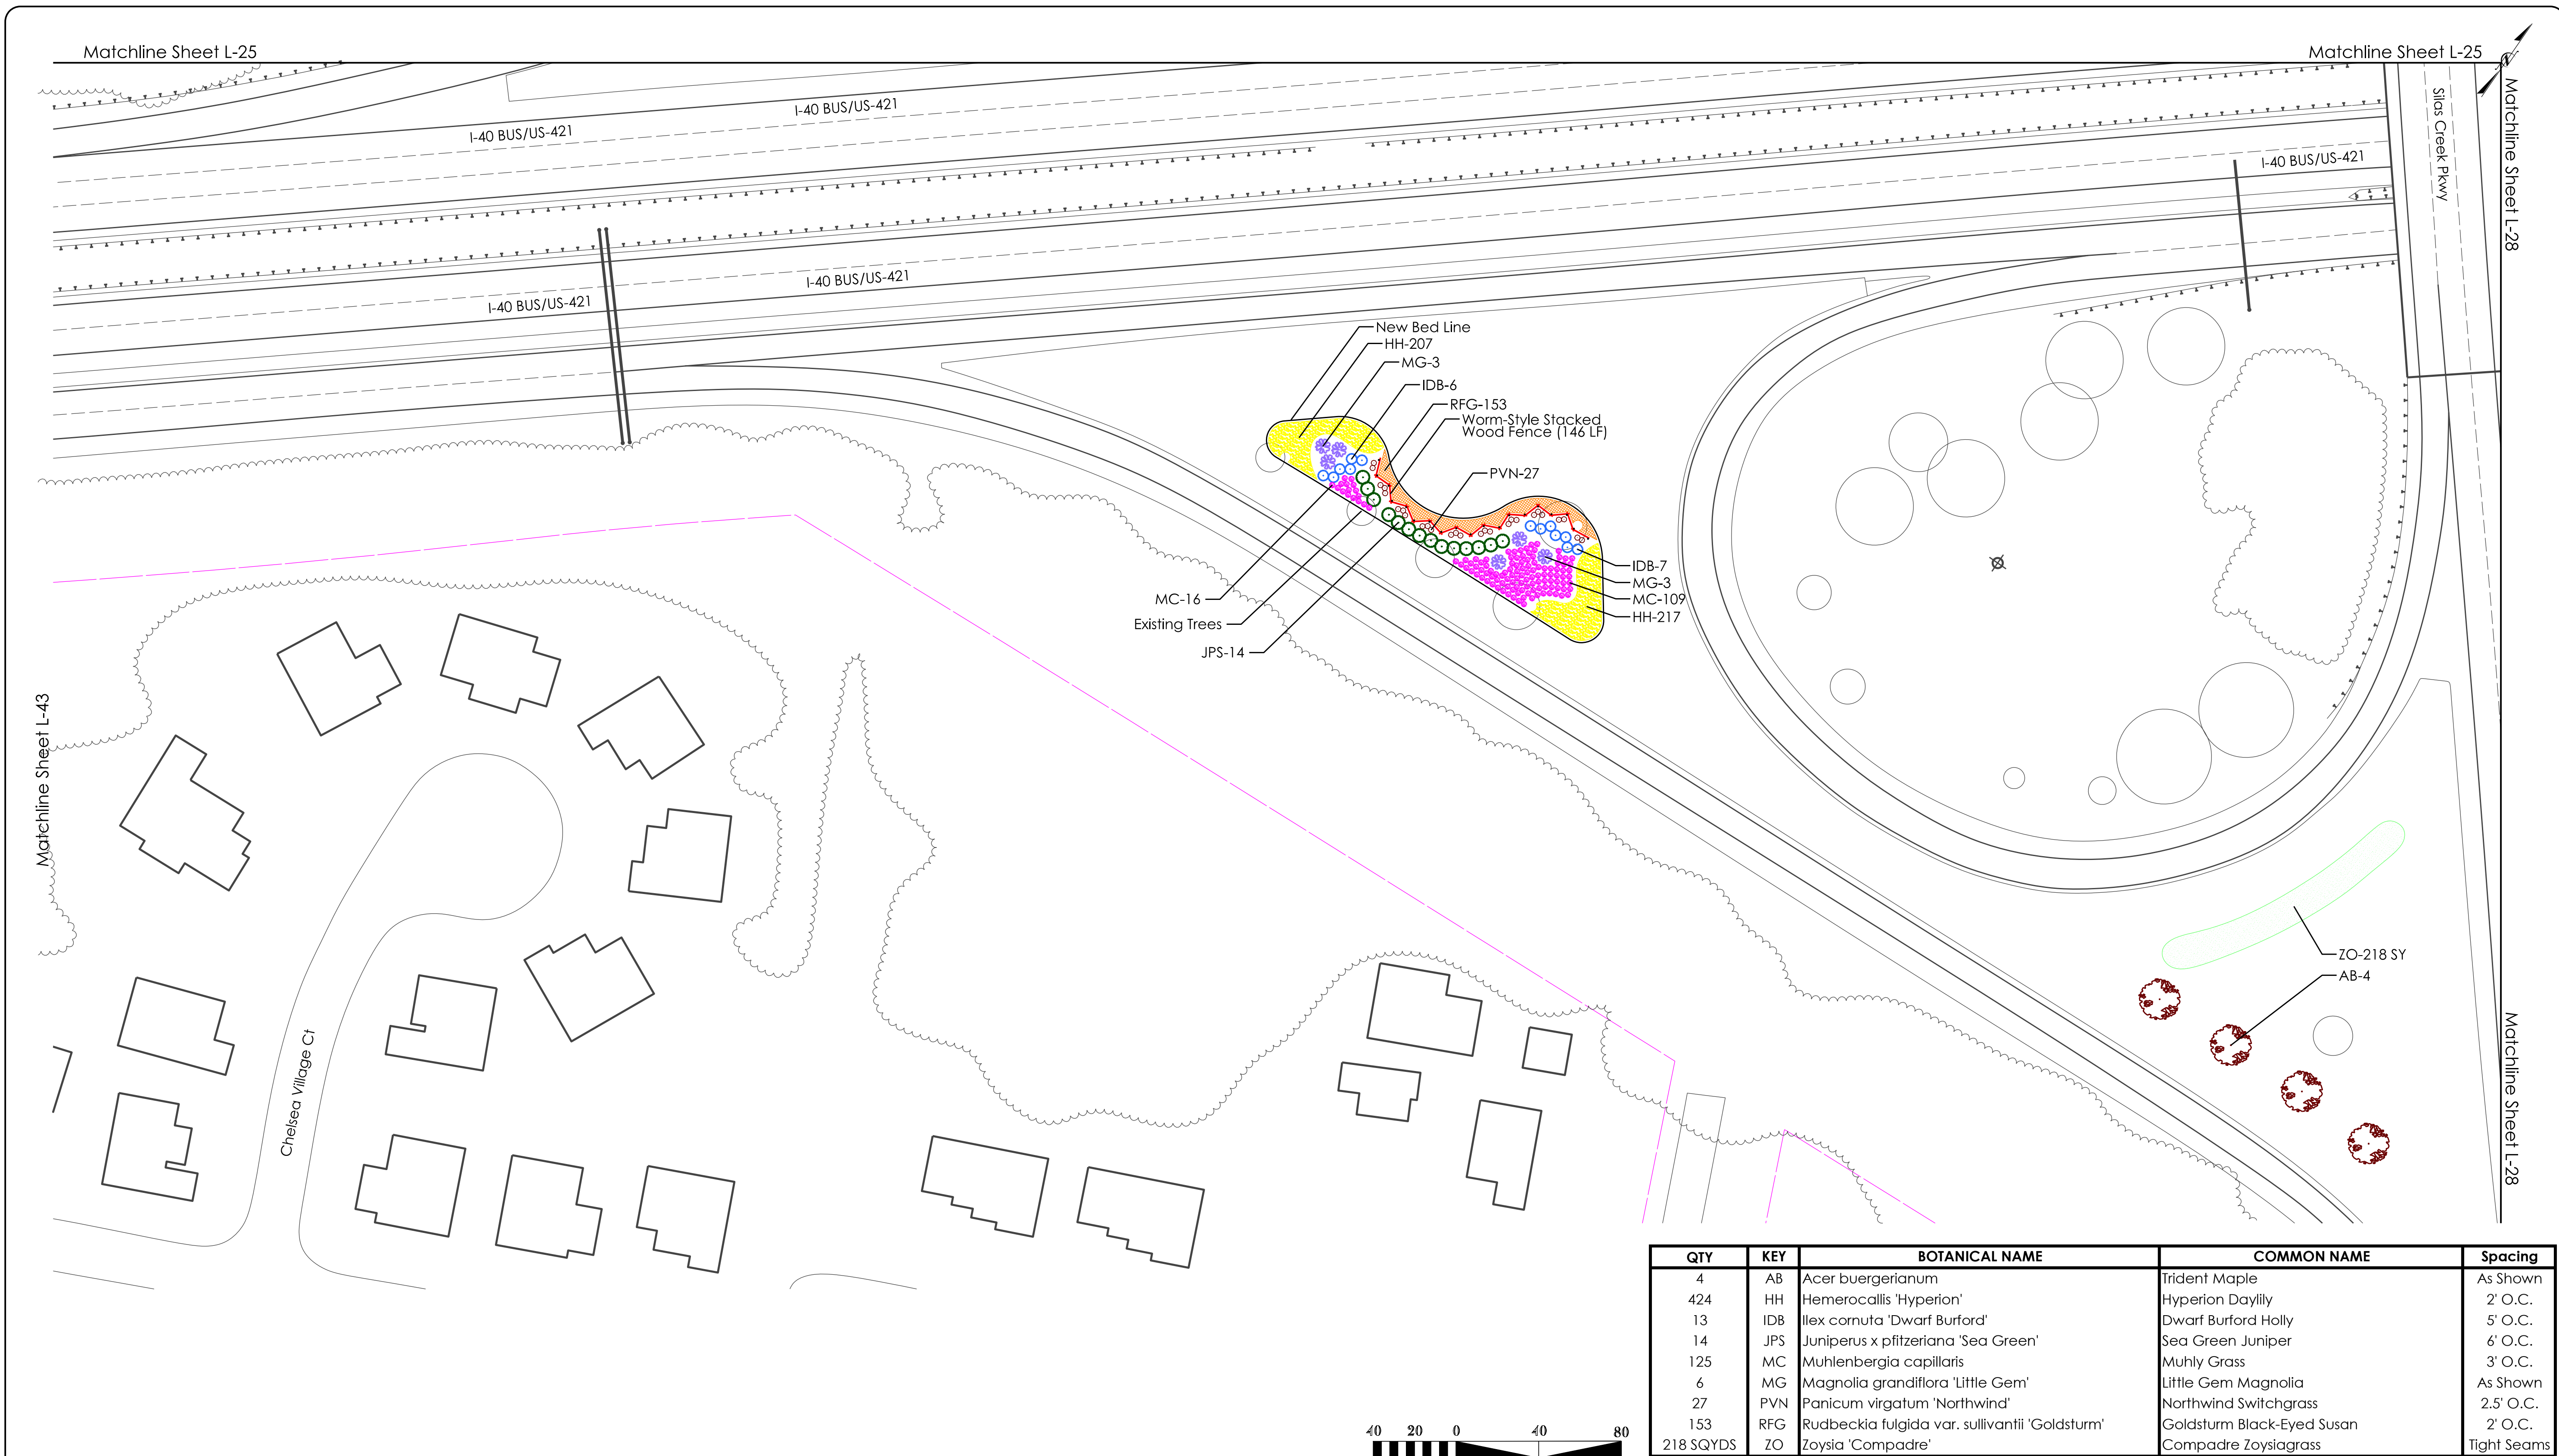 Matchline Sheet L-25
Matchline Sheet L-25
Matchline Sheet L-28
Silas Creek Pkwy
I-40 BUS/US-421
I-40 BUS/US-421
I-40 BUS/US-421
I-40 BUS/US-421
I-40 BUS/US-421
New Bed Line
HH-207
MG-3
IDB-6
RFG-153
Worm-Style Stacked
Wood Fence (146 LF)
PVN-27
IDB-7
MG-3
MC-109
HH-217
MC-16
Existing Trees
JPS-14
Matchline Sheet L-43
ZO-218 SY
AB-4
Chelsea Village Ct
Matchline Sheet L-28
QTY KEY BOTANICAL NAME COMMON NAME Spacing
4 AB Acer buergerianum Trident Maple As Shown
424 HH Hemerocallis 'Hyperion' Hyperion Daylily 2' O.C.
13 IDB Ilex cornuta 'Dwarf Burford' Dwarf Burford Holly 5' O.C.
14 JPS Juniperus x pfitzeriana 'Sea Green' Sea Green Juniper 6' O.C.
125 MC Muhlenbergia capillaris Muhly Grass 3' O.C.
6 MG Magnolia grandiflora 'Little Gem' Little Gem Magnolia As Shown
27 PVN Panicum virgatum 'Northwind' Northwind Switchgrass 2.5' O.C.
153 RFG Rudbeckia fulgida var. sullivantii 'Goldsturm' Goldsturm Black-Eyed Susan 2' O.C.
218 SQYDS ZO Zoysia 'Compadre' Compadre Zoysiagrass Tight Seams
40 20 0 40 80